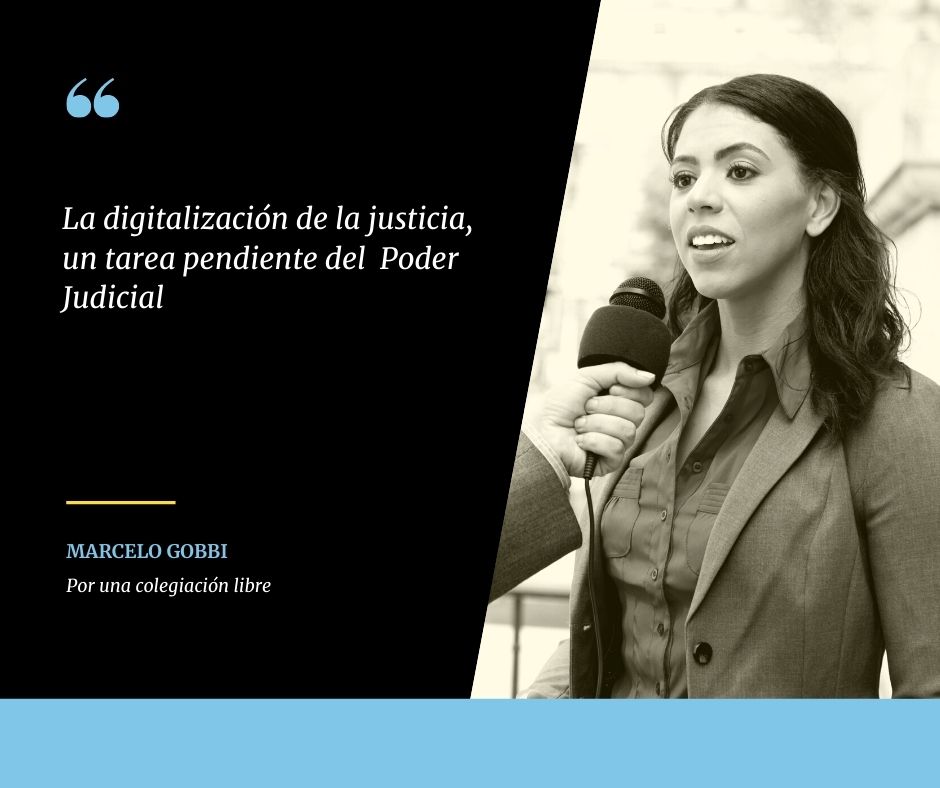 “
La digitalización de la justicia,
un tarea pendiente del  Poder
Judicial
MARCELO GOBBI
Por una colegiación libre